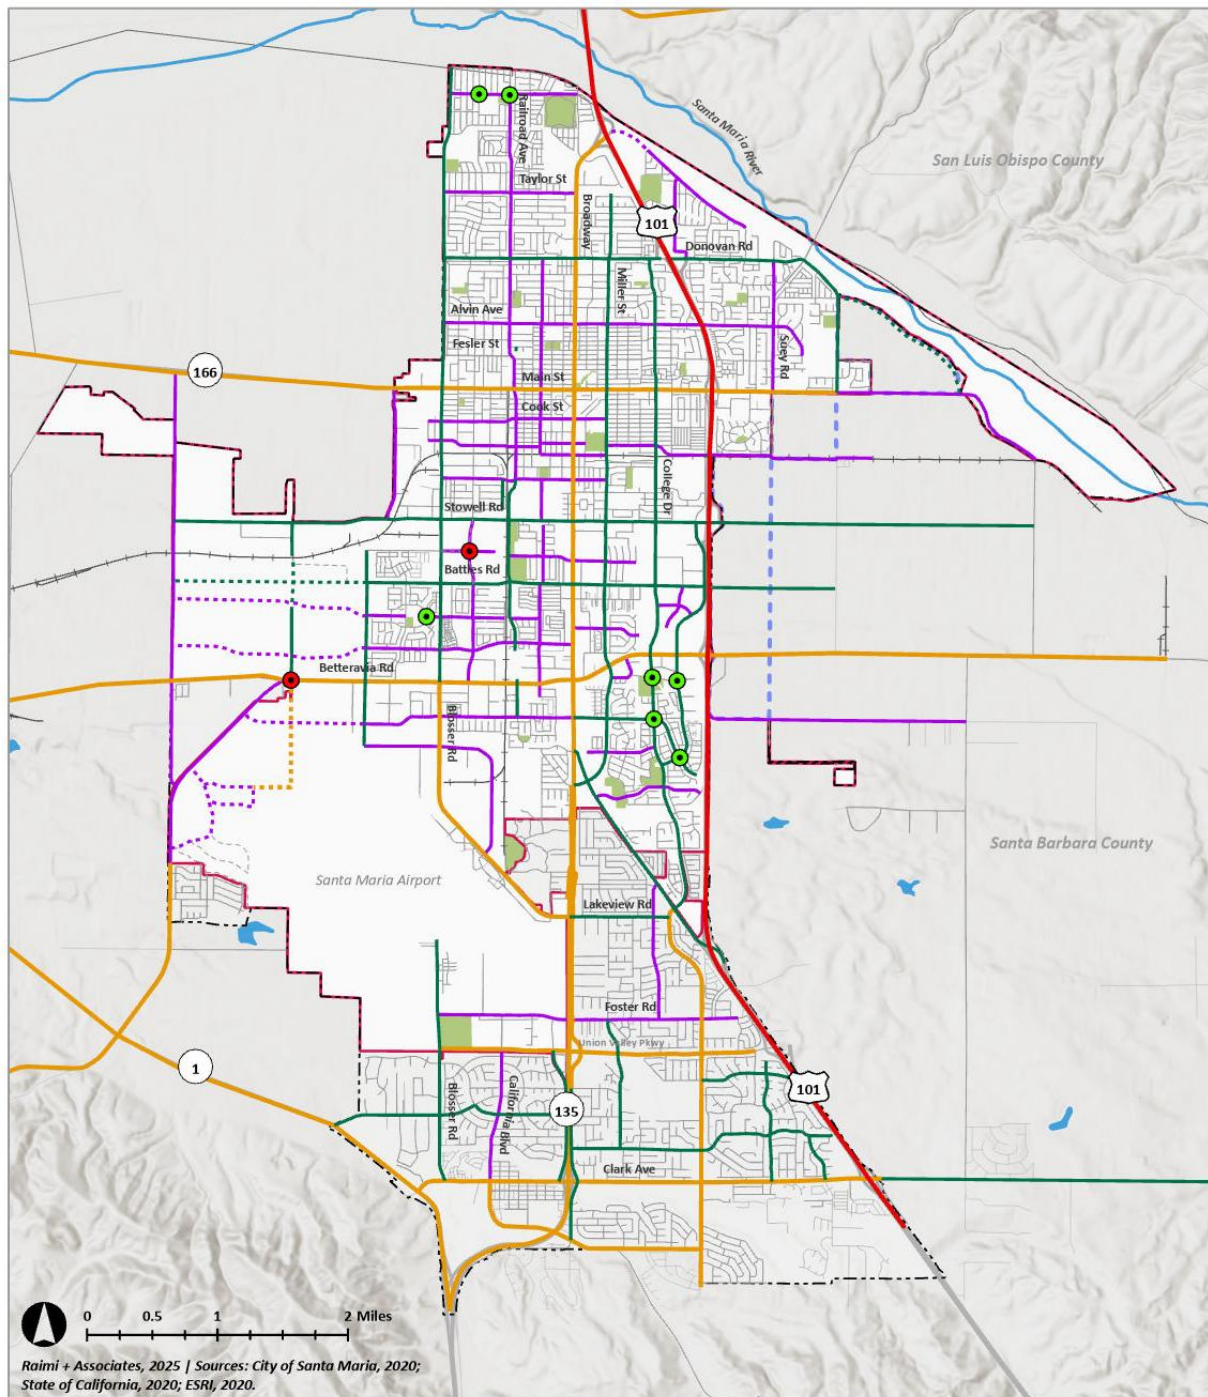 Santa Maria River
San Luis Obispo County
Railroad Ave
Taylor St
Broadway
101
Donovan Rd
Miller St
Alvin Ave
Fesler St
Suey Rd
166
Main St
Cook St
College Dr
Stowell Rd
Battles Rd
Betteravia Rd
Blosser Rd
Santa Barbara County
Santa Maria Airport
Lakeview Rd
Foster Rd
Union Valley Pkwy
1
101
Blosser Rd
California Blvd
135
Clark Ave
0 0.5 1 2 Miles
Raimi + Associates, 2025 | Sources: City of Santa Maria, 2020;
State of California, 2020; ESRI, 2020.